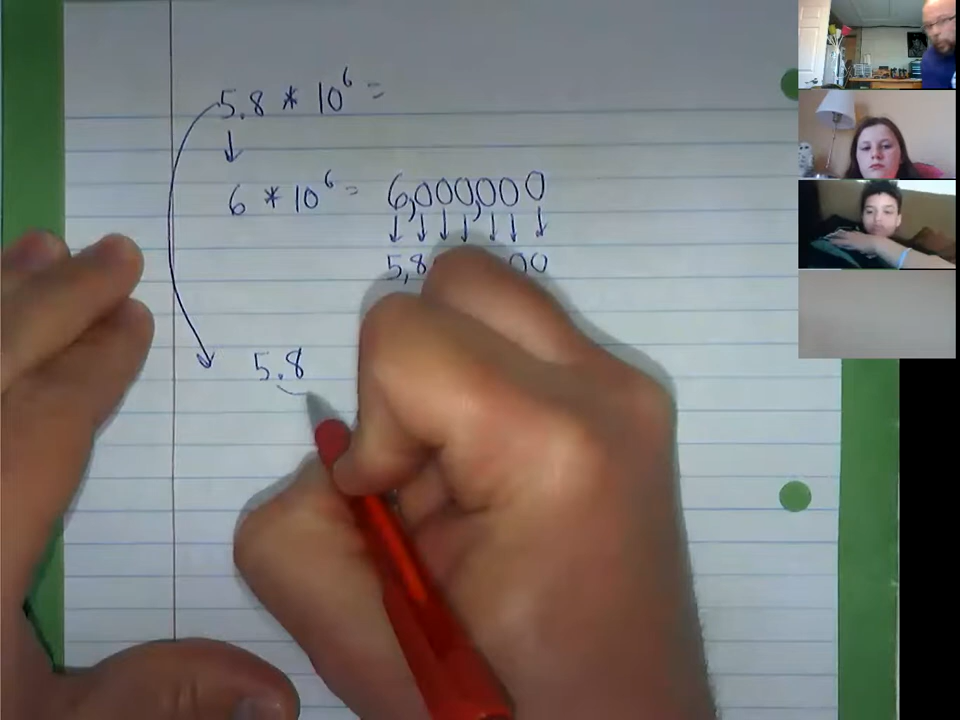 5.8 * 10⁶ =
6 * 10⁶ = 6,000,000
5,8 00
5.8